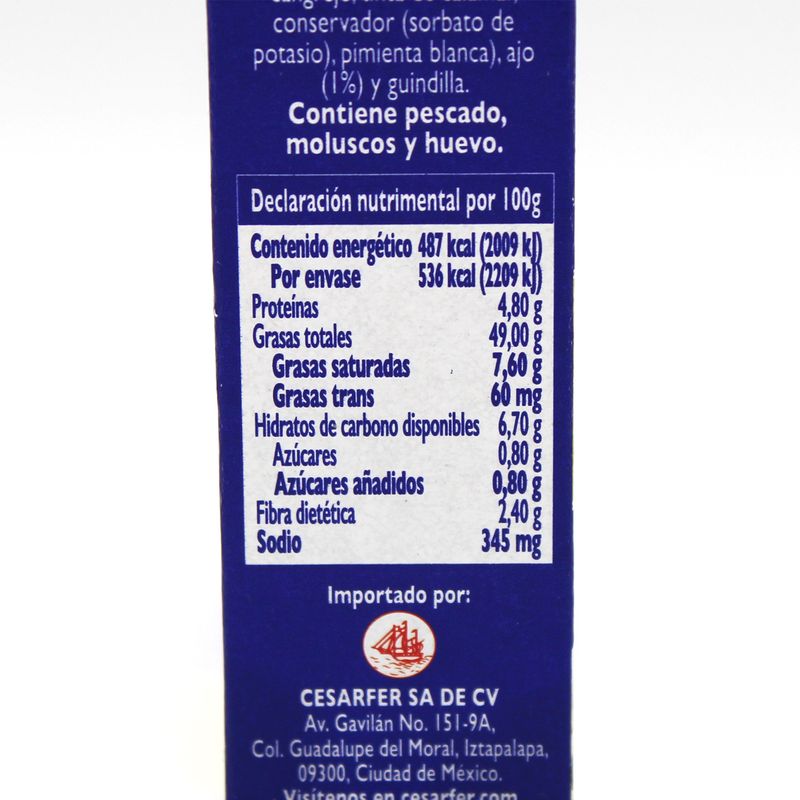 conservador (sorbato de
potasio), pimienta blanca), ajo
(1%) y guindilla.
Contiene pescado,
moluscos y huevo.
Declaración nutrimental por 100g
Contenido energético 487 kcal (2009 kJ)
Por envase 536 kcal (2209 kJ)
Proteínas 4,80 g
Grasas totales 49,00 g
Grasas saturadas 7,60 g
Grasas trans 60 mg
Hidratos de carbono disponibles 6,70 g
Azúcares 0,80 g
Azúcares añadidos 0,80 g
Fibra dietética 2,40 g
Sodio 345 mg
Importado por:
CESARFER SA DE CV
Av. Gavilán No. 151-9A,
Col. Guadalupe del Moral, Iztapalapa,
09300, Ciudad de México.
Visítenos en cesarfer.com